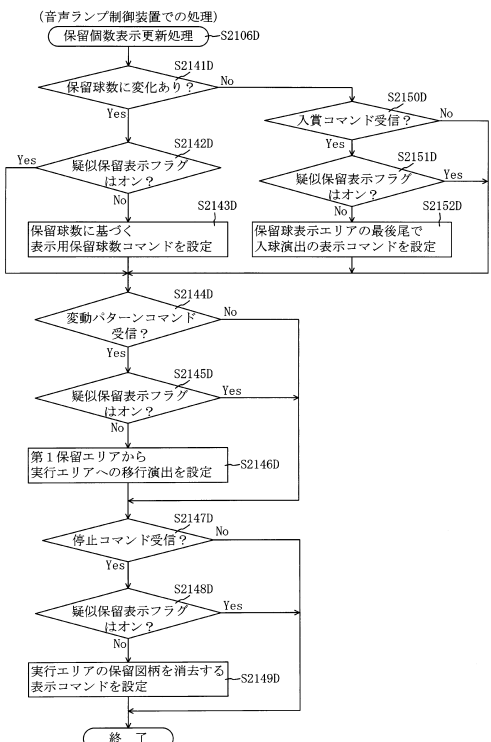 (音声ランプ制御装置での処理)
保留個数表示更新処理
S2106D
S2141D
保留球数に変化あり？
No
Yes
S2150D
入賞コマンド受信？
No
Yes
S2142D
疑似保留表示フラグ
はオン？
Yes
No
S2151D
疑似保留表示フラグ
はオン？
Yes
No
S2143D
保留球数に基づく
表示用保留球数コマンドを設定
S2152D
保留球表示エリアの最後尾で
入球演出の表示コマンドを設定
S2144D
変動パターンコマンド
受信？
No
Yes
S2145D
疑似保留表示フラグ
はオン？
Yes
No
第１保留エリアから
実行エリアへの移行演出を設定
S2146D
S2147D
停止コマンド受信？
No
Yes
S2148D
疑似保留表示フラグ
はオン？
Yes
No
実行エリアの保留図柄を消去する
表示コマンドを設定
S2149D
終 了